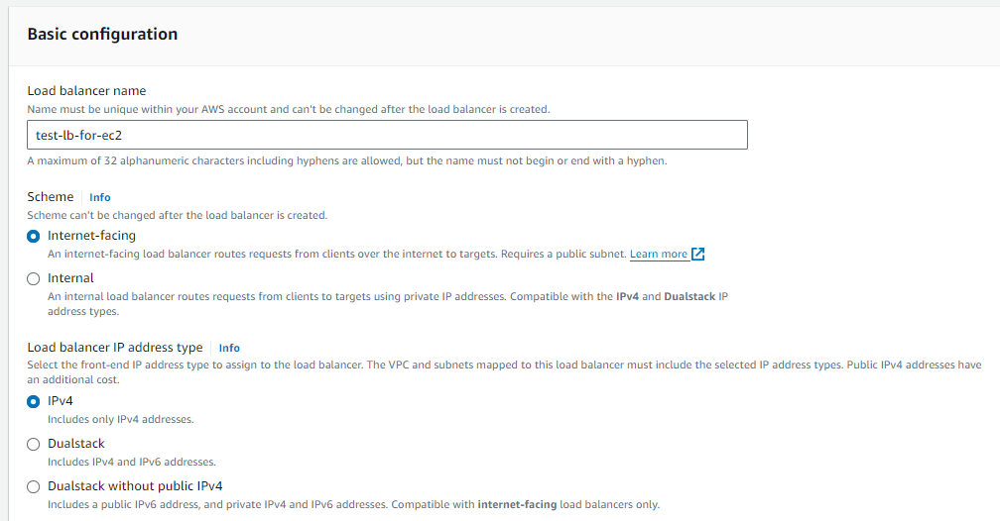 Basic configuration
Load balancer name
Name must be unique within your AWS account and can't be changed after the load balancer is created.
test-lb-for-ec2
A maximum of 32 alphanumeric characters including hyphens are allowed, but the name must not begin or end with a hyphen.
Scheme Info
Scheme can't be changed after the load balancer is created.
Internet-facing
An internet-facing load balancer routes requests from clients over the internet to targets. Requires a public subnet. Learn more
Internal
An internal load balancer routes requests from clients to targets using private IP addresses. Compatible with the IPv4 and Dualstack IP
address types.
Load balancer IP address type Info
Select the front-end IP address type to assign to the load balancer. The VPC and subnets mapped to this load balancer must include the selected IP address types. Public IPv4 addresses have
an additional cost.
IPv4
Includes only IPv4 addresses.
Dualstack
Includes IPv4 and IPv6 addresses.
Dualstack without public IPv4
Includes a public IPv6 address, and private IPv4 and IPv6 addresses. Compatible with internet-facing load balancers only.